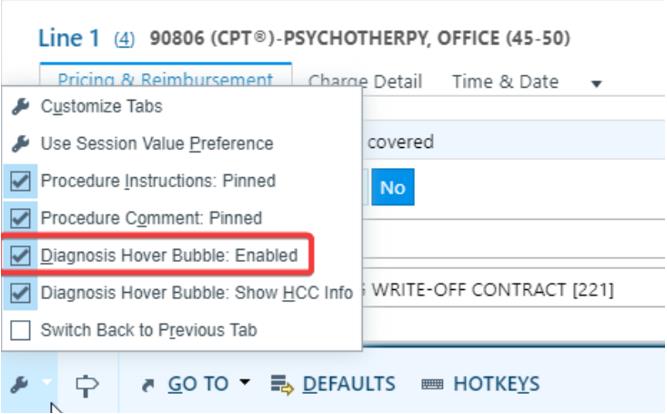 Line 1 (4) 90806 (CPT®)-PSYCHOTHERPY, OFFICE (45-50)
Pricing & Reimbursement Charge Detail Time & Date
Customize Tabs
Use Session Value Preference
covered
Procedure Instructions: Pinned
No
Procedure Comment: Pinned
Diagnosis Hover Bubble: Enabled
Diagnosis Hover Bubble: Show HCC Info
WRITE-OFF CONTRACT [221]
Switch Back to Previous Tab
GO TO DEFAULTS HOTKEYS